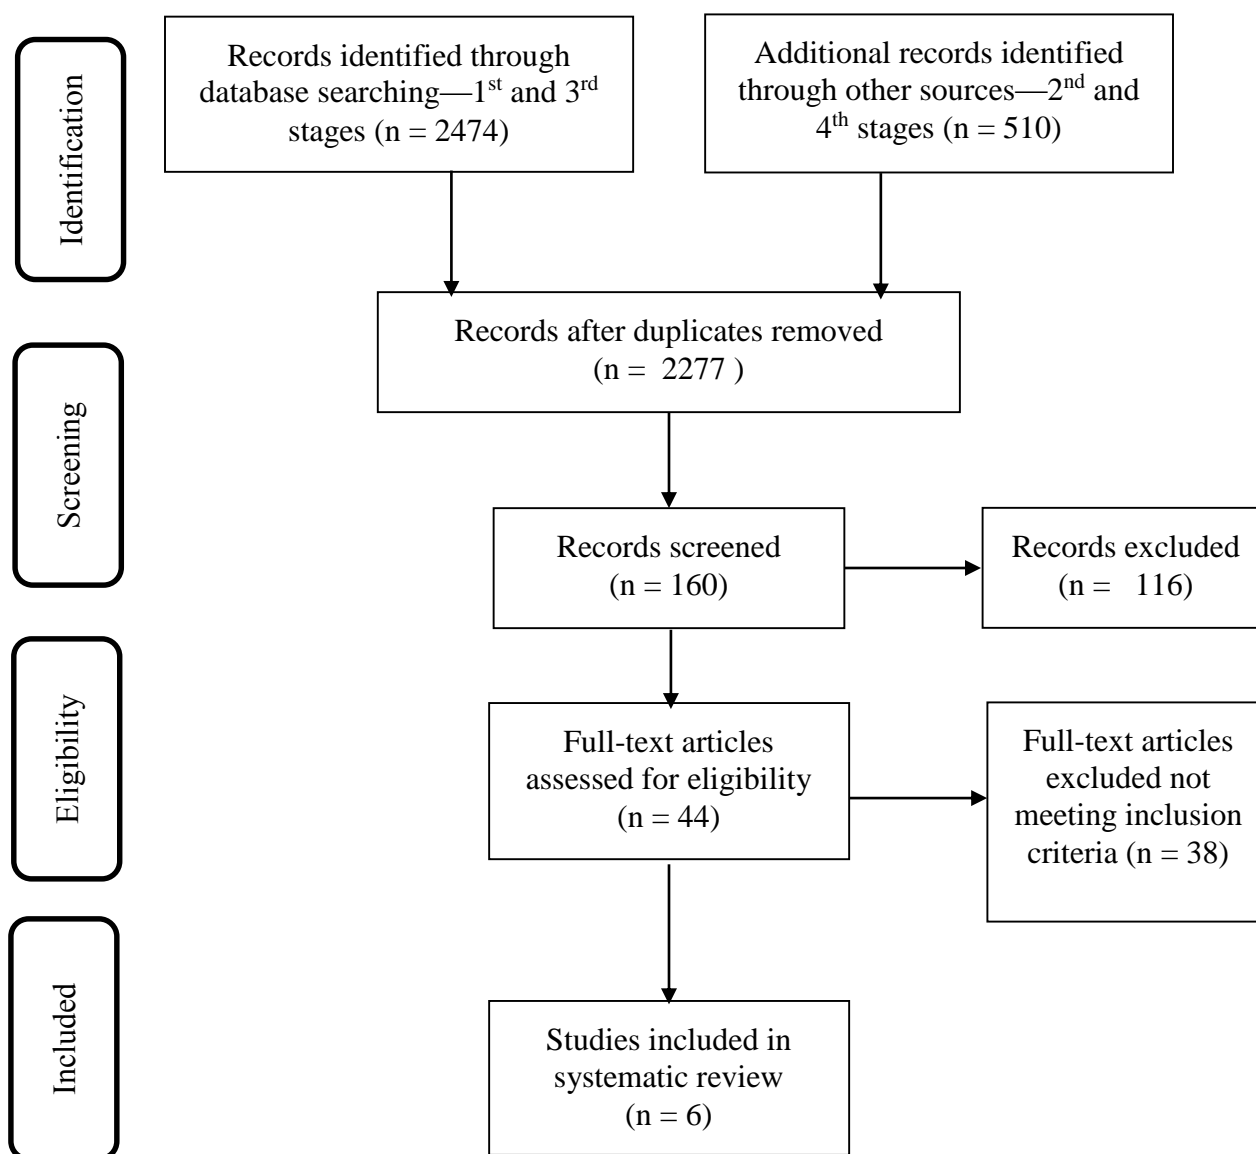 Identification
Records identified through
database searching—1st and 3rd
stages (n = 2474)
Additional records identified
through other sources—2nd and
4th stages (n = 510)
Records after duplicates removed
(n =  2277 )
Screening
Records screened
(n = 160)
Records excluded
(n =   116)
Eligibility
Full-text articles
assessed for eligibility
(n = 44)
Full-text articles
excluded not
meeting inclusion
criteria (n = 38)
Included
Studies included in
systematic review
(n = 6)